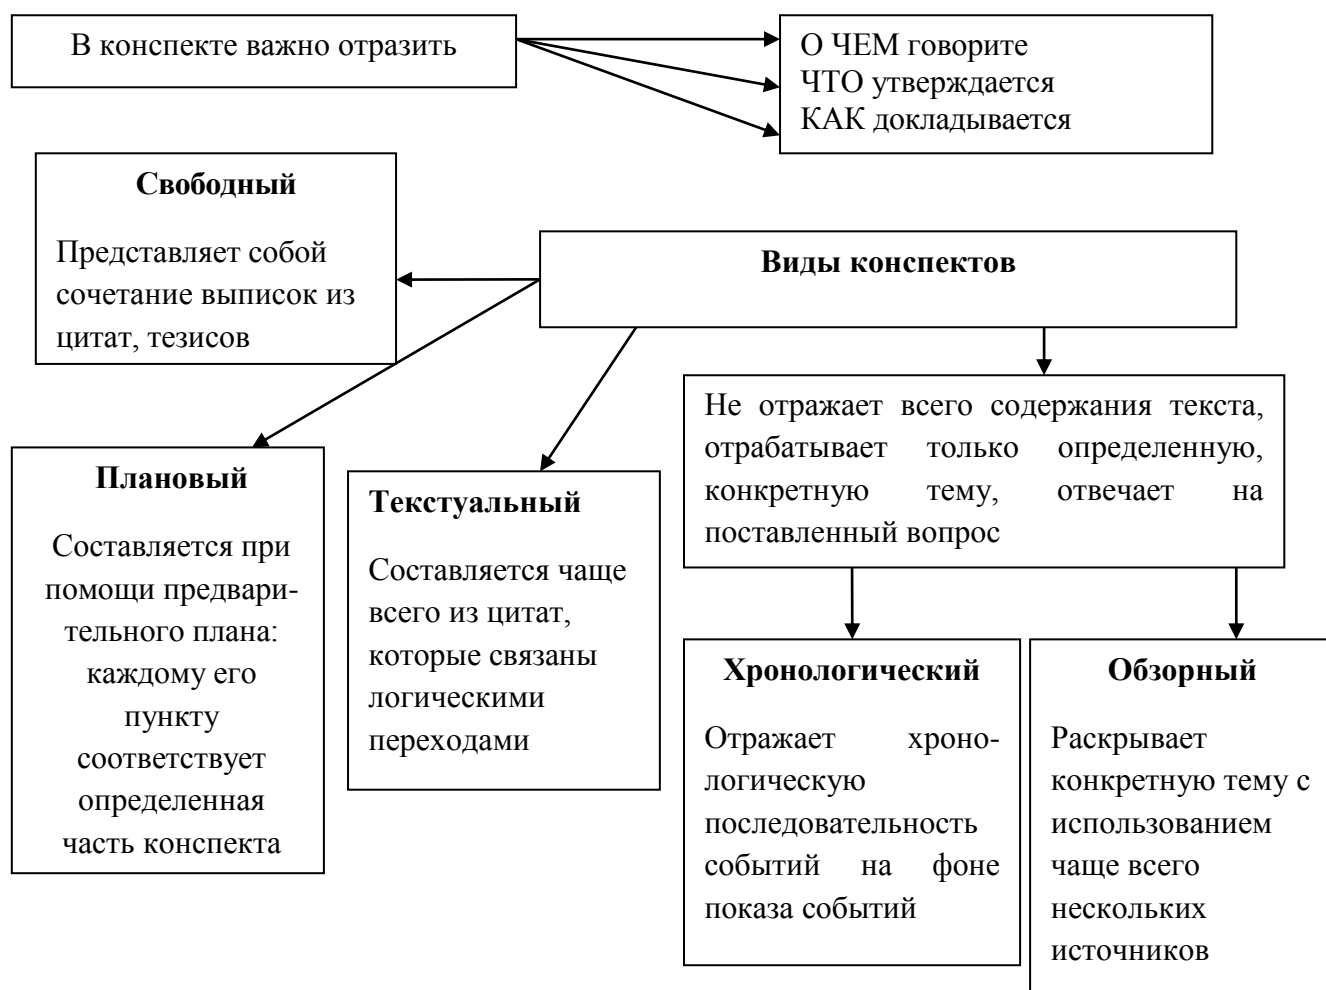 В конспекте важно отразить
О ЧЕМ говорите
ЧТО утверждается
КАК докладывается
Свободный
Представляет собой
сочетание выписок из
цитат, тезисов
Виды конспектов
Не отражает всего содержания текста,
отрабатывает только определенную,
конкретную тему, отвечает на
поставленный вопрос
Плановый
Составляется при
помощи предвари-
тельного плана:
каждому его
пункту
соответствует
определенная
часть конспекта
Текстуальный
Составляется чаще
всего из цитат,
которые связаны
логическими
переходами
Хронологический
Отражает хроно-
логическую
последовательность
событий на фоне
показа событий
Обзорный
Раскрывает
конкретную тему с
использованием
чаще всего
нескольких
источников